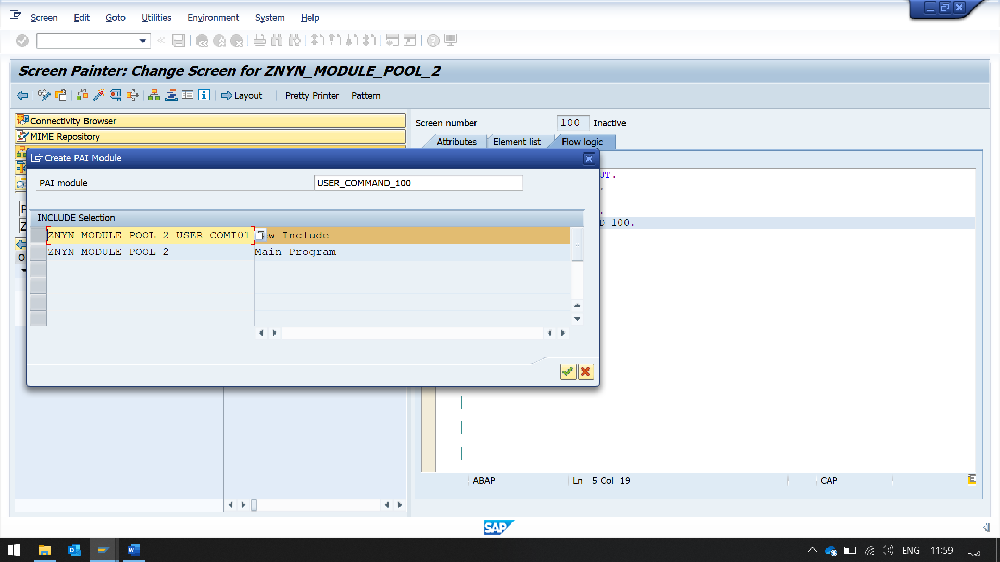 Screen Edit Goto Utilities Environment System Help
Screen Painter: Change Screen for ZNYN_MODULE_POOL_2
Layout Pretty Printer Pattern
Connectivity Browser
MIME Repository
Screen number 100 Inactive
Attributes Element list Flow logic
Create PAI Module
PAI module USER_COMMAND_100
INCLUDE Selection
ZNYN_MODULE_POOL_2_USER_COMI01 w Include
ZNYN_MODULE_POOL_2 Main Program
UT.
.
.
D_100.
P
Z
O
ABAP Ln 5 Col 19 CAP
SAP
ENG 11:59